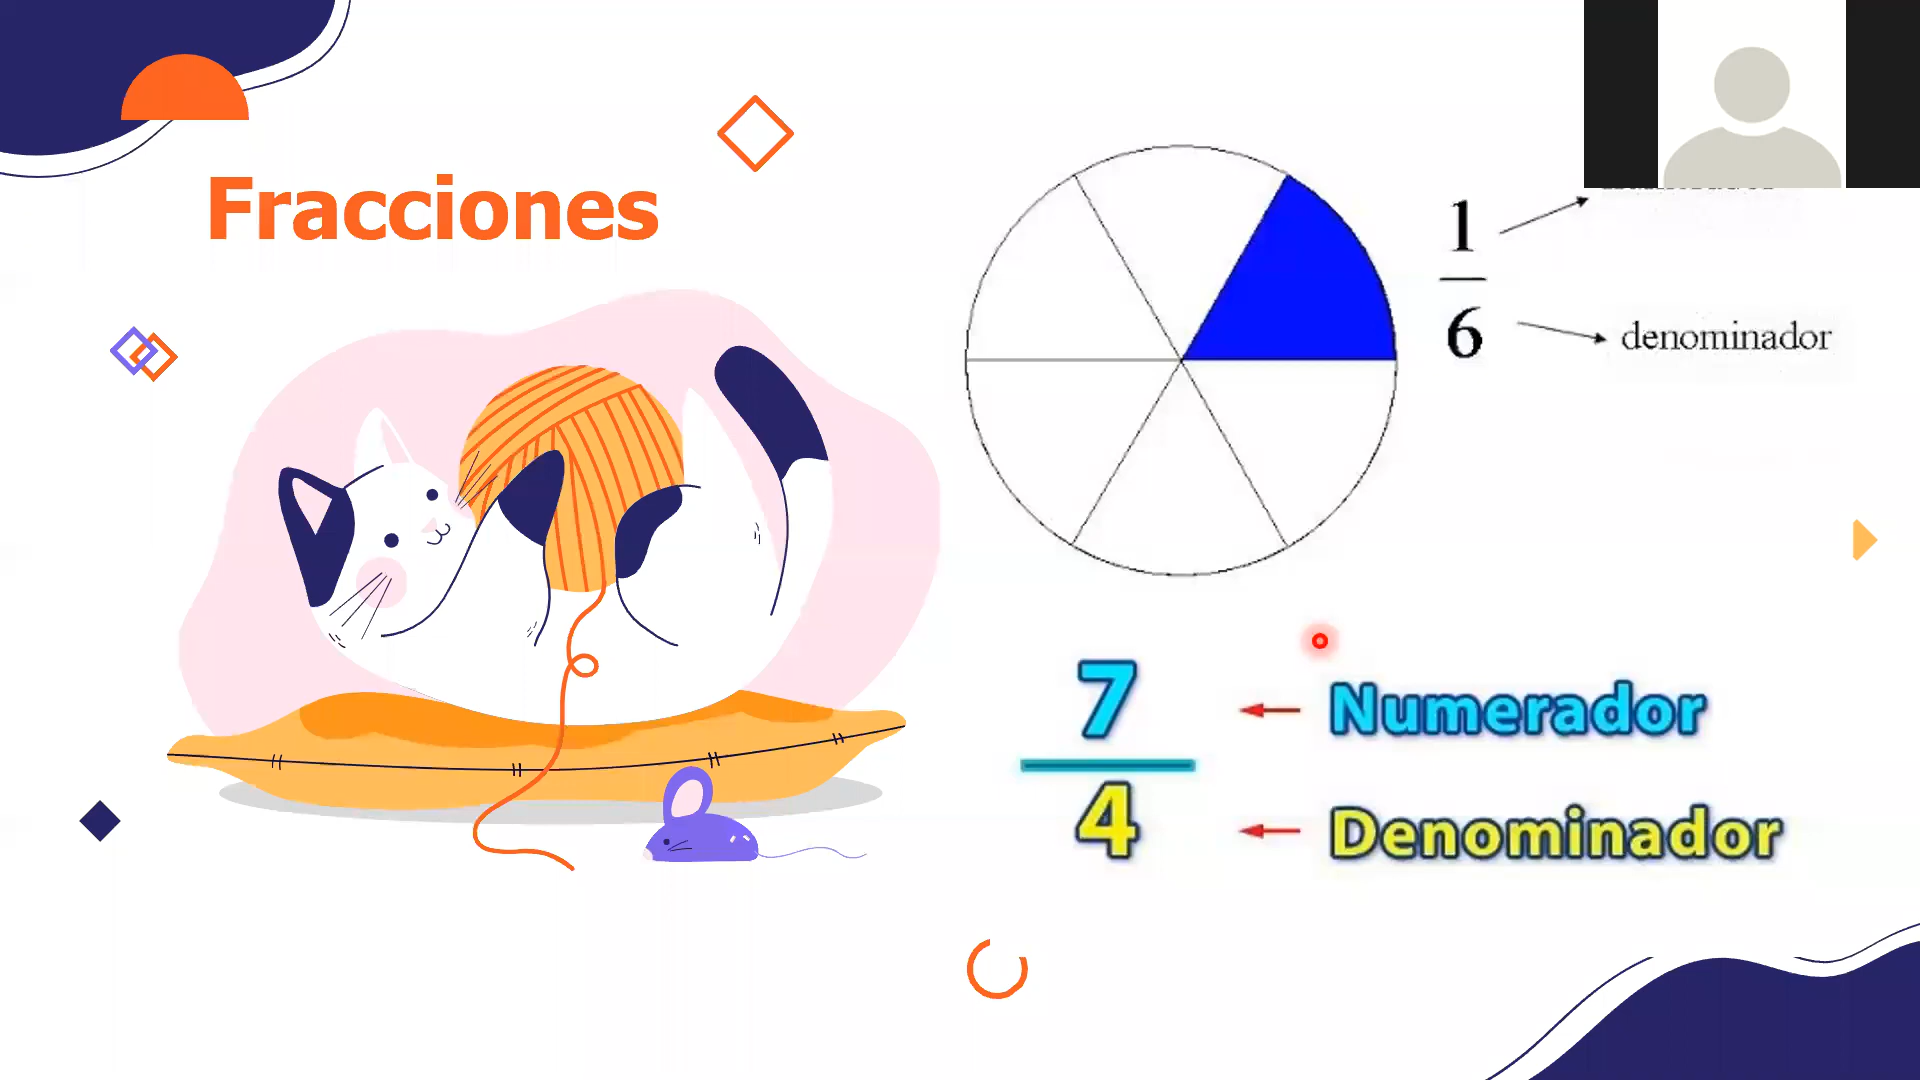 Fracciones
1
6
denominador
7
Numerador
4
Denominador